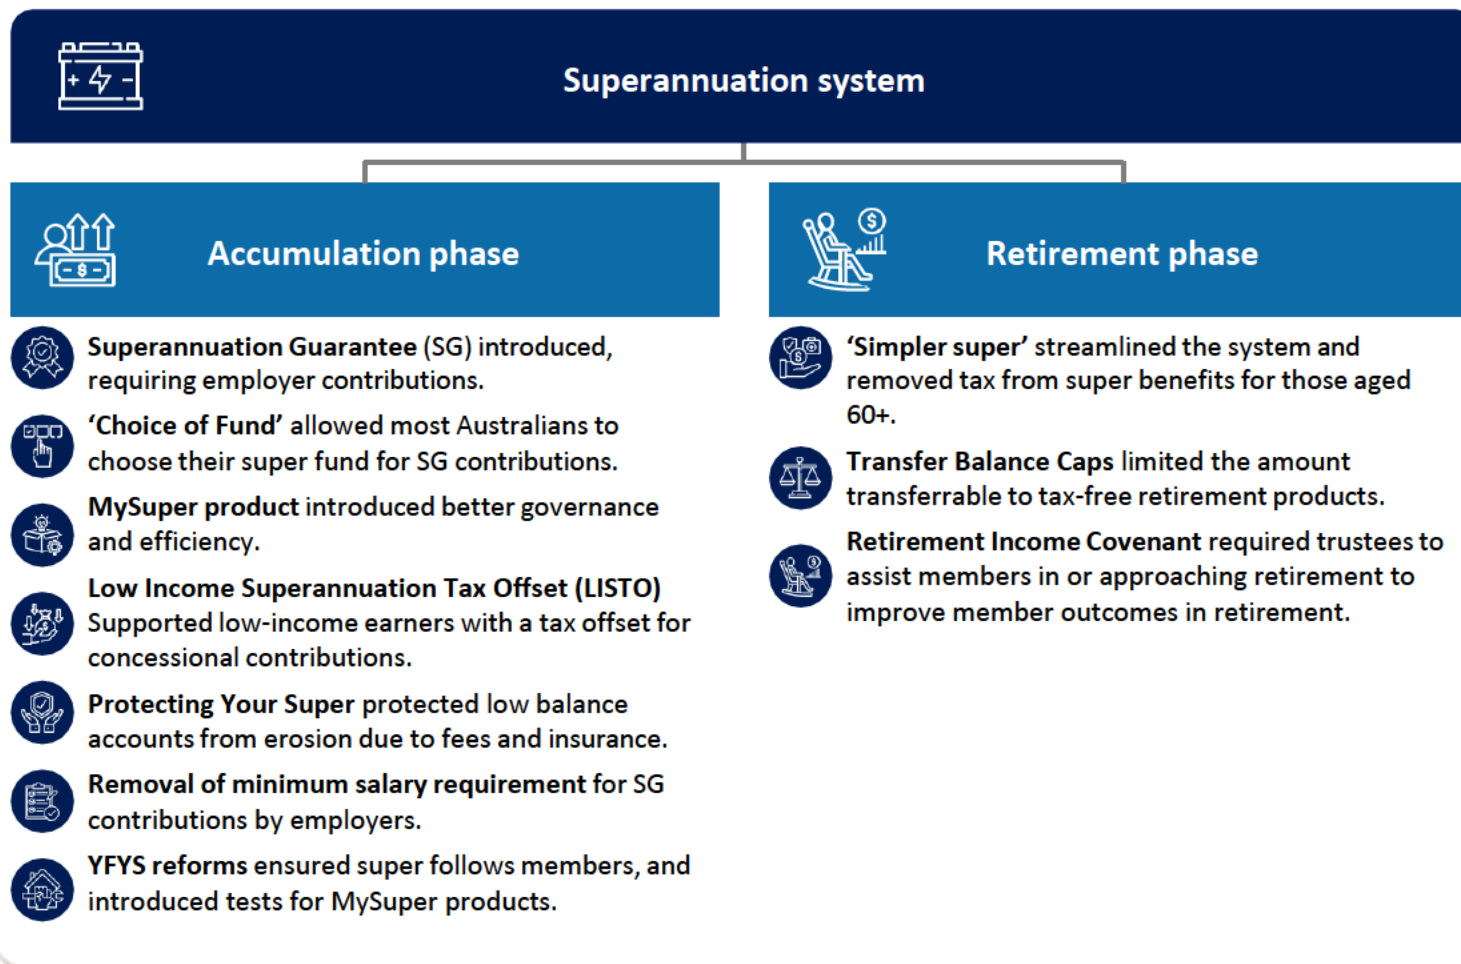 Superannuation system
Accumulation phase
Superannuation Guarantee (SG) introduced,
requiring employer contributions.
‘Choice of Fund’ allowed most Australians to
choose their super fund for SG contributions.
MySuper product introduced better governance
and efficiency.
Low Income Superannuation Tax Offset (LISTO)
Supported low-income earners with a tax offset for
concessional contributions.
Protecting Your Super protected low balance
accounts from erosion due to fees and insurance.
Removal of minimum salary requirement for SG
contributions by employers.
YFYS reforms ensured super follows members, and
introduced tests for MySuper products.
Retirement phase
‘Simpler super’ streamlined the system and
removed tax from super benefits for those aged
60+.
Transfer Balance Caps limited the amount
transferrable to tax-free retirement products.
Retirement Income Covenant required trustees to
assist members in or approaching retirement to
improve member outcomes in retirement.